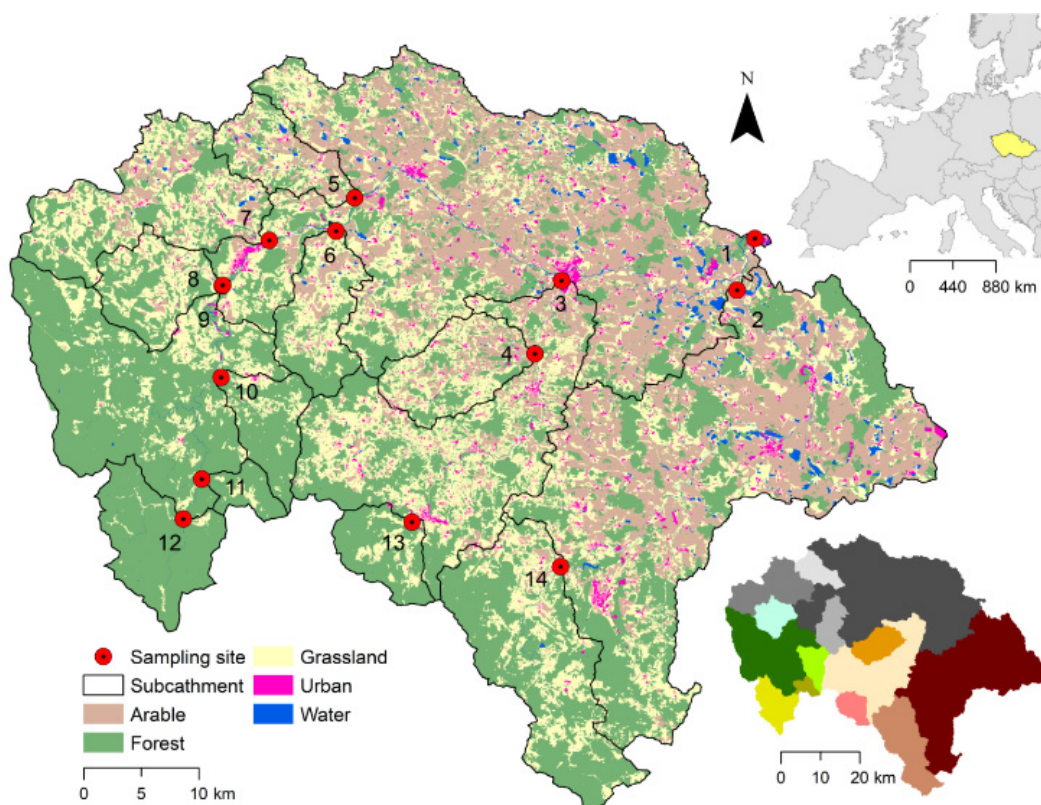 N
5
7
6
1
8
3
2
9
4
10
11
12
13
14
0 440 880 km
Sampling site
Subcathment
Arable
Forest
Grassland
Urban
Water
0 5 10 km
0 10 20 km